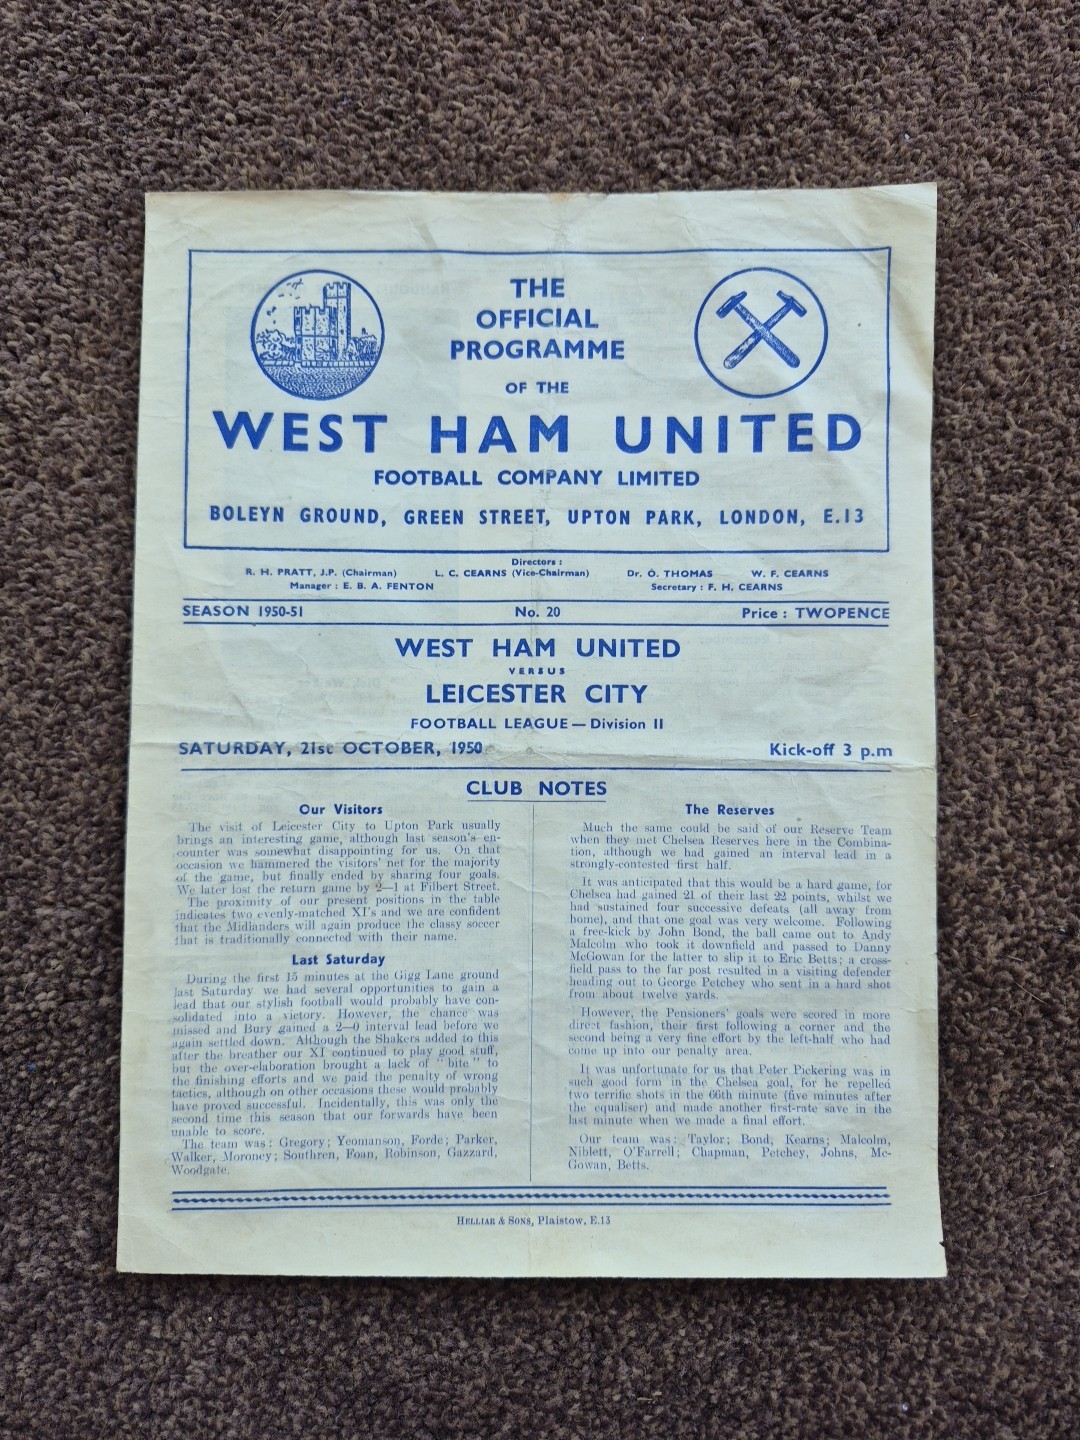 THE
OFFICIAL
PROGRAMME
OF THE
WEST HAM UNITED
FOOTBALL COMPANY LIMITED
BOLEYN GROUND, GREEN STREET, UPTON PARK, LONDON, E.13
Directors :
R. H. PRATT, J.P. (Chairman) L. C. CEARNS (Vice-Chairman) Dr. O. THOMAS W. F. CEARNS
Manager : E. B. A. FENTON Secretary : F. H. CEARNS
SEASON 1950-51 No. 20 Price : TWOPENCE
WEST HAM UNITED
VERSUS
LEICESTER CITY
FOOTBALL LEAGUE — Division II
SATURDAY, 21st OCTOBER, 1950 Kick-off 3 p.m
CLUB NOTES
Our Visitors
The visit of Leicester City to Upton Park usually
brings an interesting game, although last season's en-
counter was somewhat disappointing for us. On that
occasion we hammered the visitors' net for the majority
of the game, but finally ended by sharing four goals.
We later lost the return game by 2—1 at Filbert Street.
The proximity of our present positions in the table
indicates two evenly-matched XI's and we are confident
that the Midlanders will again produce the classy soccer
that is traditionally connected with their name.
Last Saturday
During the first 15 minutes at the Gigg Lane ground
last Saturday we had several opportunities to gain a
lead that our stylish football would probably have con-
solidated into a victory. However, the chance was
missed and Bury gained a 2—0 interval lead before we
again settled down. Although the Shakers added to this
after the breather our XI continued to play good stuff,
but the over-elaboration brought a lack of "bite" to
the finishing efforts and we paid the penalty of wrong
tactics, although on other occasions these would probably
have proved successful. Incidentally, this was only the
second time this season that our forwards have been
unable to score.
The team was : Gregory; Yeomanson, Forde; Parker,
Walker, Moroney; Southren, Foan, Robinson, Gazzard,
Woodgate.
The Reserves
Much the same could be said of our Reserve Team
when they met Chelsea Reserves here in the Combina-
tion, although we had gained an interval lead in a
strongly-contested first half.
It was anticipated that this would be a hard game, for
Chelsea had gained 21 of their last 22 points, whilst we
had sustained four successive defeats (all away from
home), and that one goal was very welcome. Following
a free-kick by John Bond, the ball came out to Andy
Malcolm who took it downfield and passed to Danny
McGowan for the latter to slip it to Eric Betts; a cross-
field pass to the far post resulted in a visiting defender
heading out to George Petchey who sent in a hard shot
from about twelve yards.
However, the Pensioners' goals were scored in more
direct fashion, their first following a corner and the
second being a very fine effort by the left-half who had
come up into our penalty area.
It was unfortunate for us that Peter Pickering was in
such good form in the Chelsea goal, for he repelled
two terrific shots in the 66th minute (five minutes after
the equaliser) and made another first-rate save in the
last minute when we made a final effort.
Our team was : Taylor; Bond, Kearns; Malcolm,
Niblett, O'Farrell; Chapman, Petchey, Johns, Mc-
Gowan, Betts.
HELLIAR & SONS, Plaistow, E.13